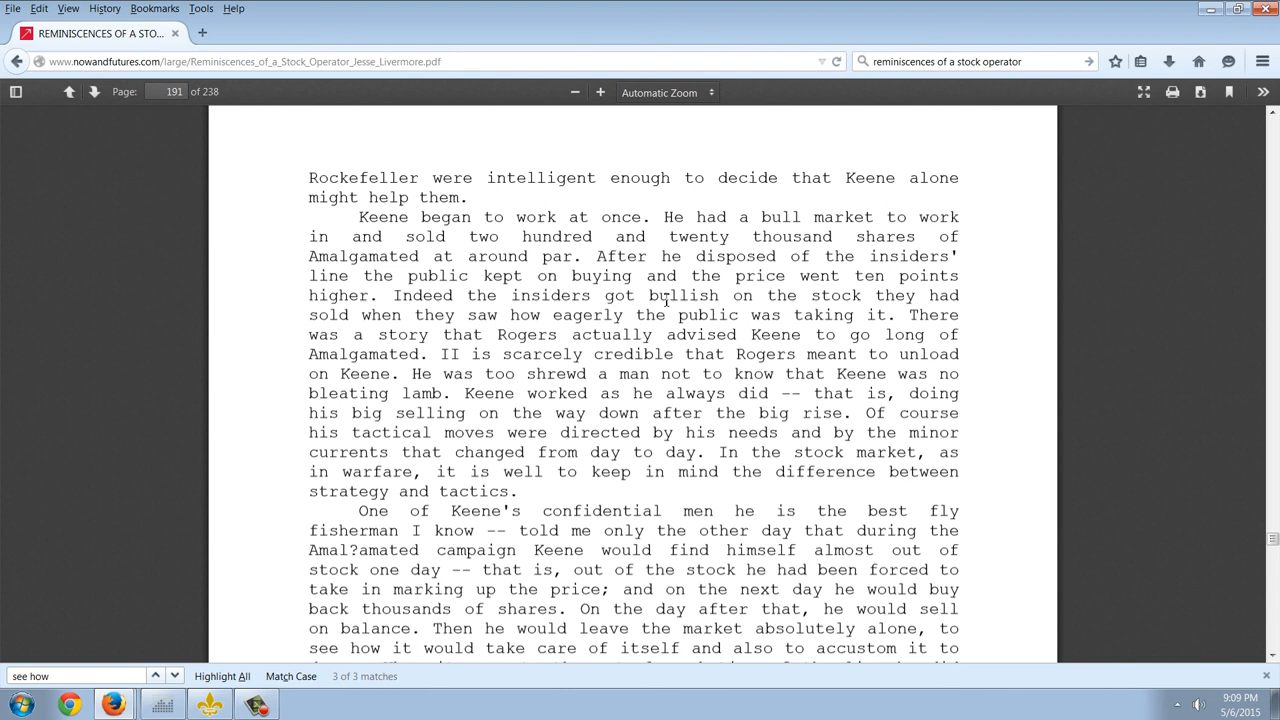 File Edit View History Bookmarks Tools Help
REMINISCENCES OF A STO...
www.nowandfutures.com/large/Reminiscences_of_a_Stock_Operator_Jesse_Livermore.pdf
reminiscences of a stock operator
Page: 191 of 238
Automatic Zoom
Rockefeller were intelligent enough to decide that Keene alone
might help them.
Keene began to work at once. He had a bull market to work
in and sold two hundred and twenty thousand shares of
Amalgamated at around par. After he disposed of the insiders'
line the public kept on buying and the price went ten points
higher. Indeed the insiders got bullish on the stock they had
sold when they saw how eagerly the public was taking it. There
was a story that Rogers actually advised Keene to go long of
Amalgamated. II is scarcely credible that Rogers meant to unload
on Keene. He was too shrewd a man not to know that Keene was no
bleating lamb. Keene worked as he always did -- that is, doing
his big selling on the way down after the big rise. Of course
his tactical moves were directed by his needs and by the minor
currents that changed from day to day. In the stock market, as
in warfare, it is well to keep in mind the difference between
strategy and tactics.
One of Keene's confidential men he is the best fly
fisherman I know -- told me only the other day that during the
Amal?amated campaign Keene would find himself almost out of
stock one day -- that is, out of the stock he had been forced to
take in marking up the price; and on the next day he would buy
back thousands of shares. On the day after that, he would sell
on balance. Then he would leave the market absolutely alone, to
see how it would take care of itself and also to accustom it to
see how
Highlight All Match Case 3 of 3 matches
9:09 PM
5/6/2015